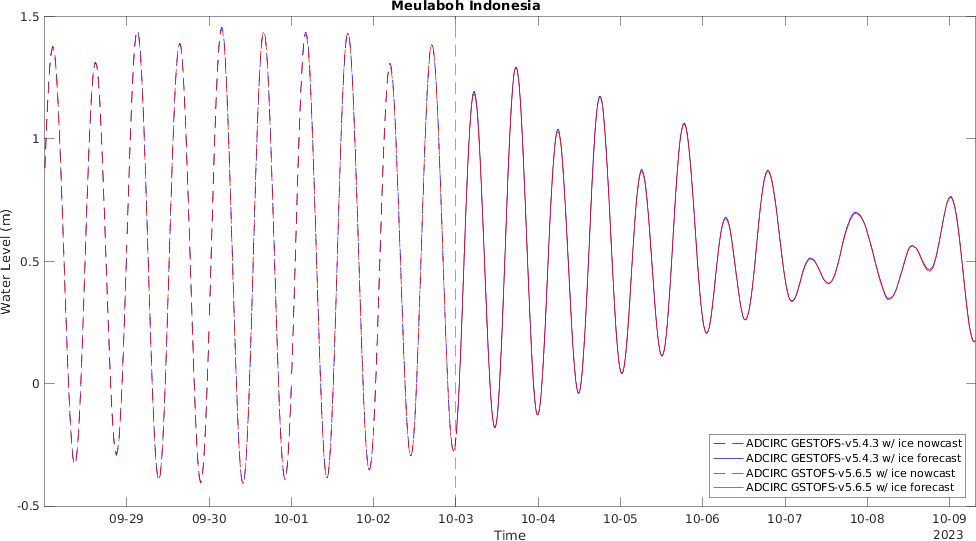 Meulaboh Indonesia
Water Level (m)
1.5
1
0.5
0
-0.5
09-29 09-30 10-01 10-02 10-03 10-04 10-05 10-06 10-07 10-08 10-09
Time
2023
ADCIRC GESTOFS-v5.4.3 w/ ice nowcast
ADCIRC GESTOFS-v5.4.3 w/ ice forecast
ADCIRC GSTOFS-v5.6.5 w/ ice nowcast
ADCIRC GSTOFS-v5.6.5 w/ ice forecast